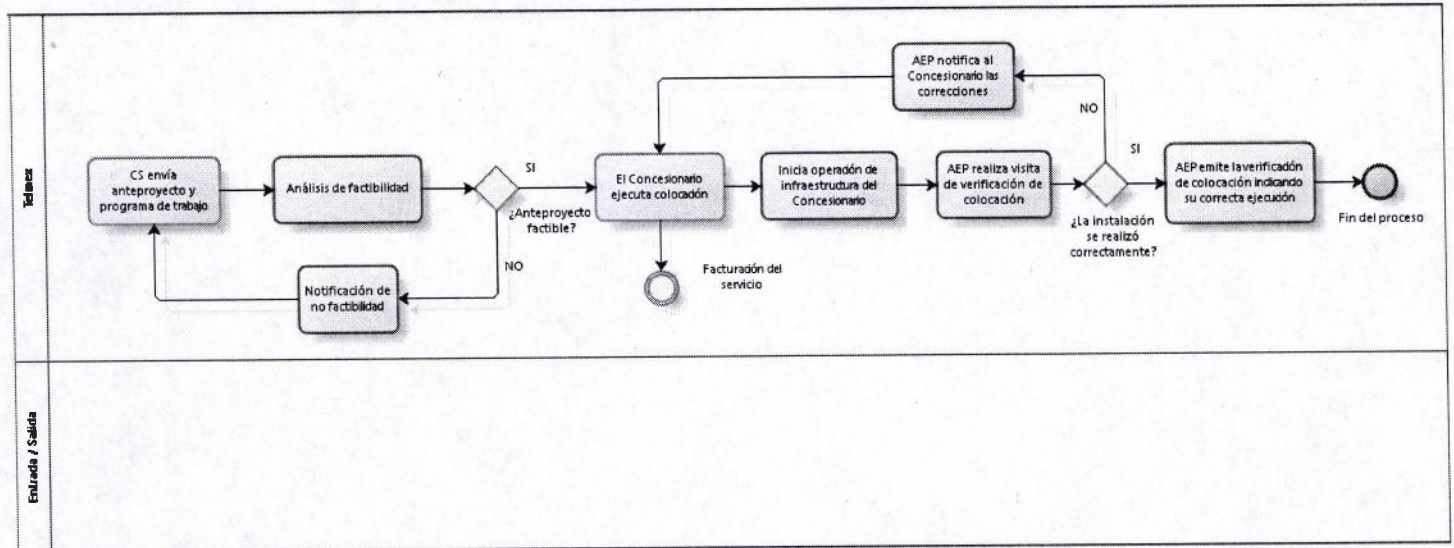 Telmex
CS envía
anteproyecto y
programa de trabajo
Análisis de factibilidad
SI
¿Anteproyecto
factible?
NO
Notificación de
no factibilidad
El Concesionario
ejecuta colocación
Facturación del
servicio
Inicia operación de
infraestructura del
Concesionario
AEP realiza visita
de verificación de
colocación
AEP notifica al
Concesionario las
correcciones
NO
SI
¿La instalación
se realizó
correctamente?
AEP emite la verificación
de colocación indicando
su correcta ejecución
Fin del proceso
Entrada / Salida